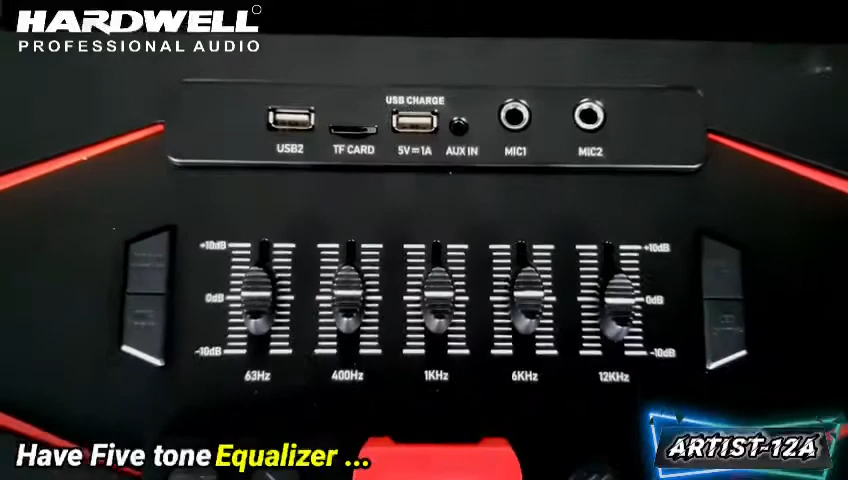 HARDWELL
PROFESSIONAL AUDIO
USB CHARGE
USB2 TF CARD 5V⎓1A AUX IN MIC1 MIC2
+10dB +10dB
0dB 0dB
-10dB -10dB
63Hz 400Hz 1KHz 6KHz 12KHz
ARTIST-12A
Have Five tone Equalizer ...